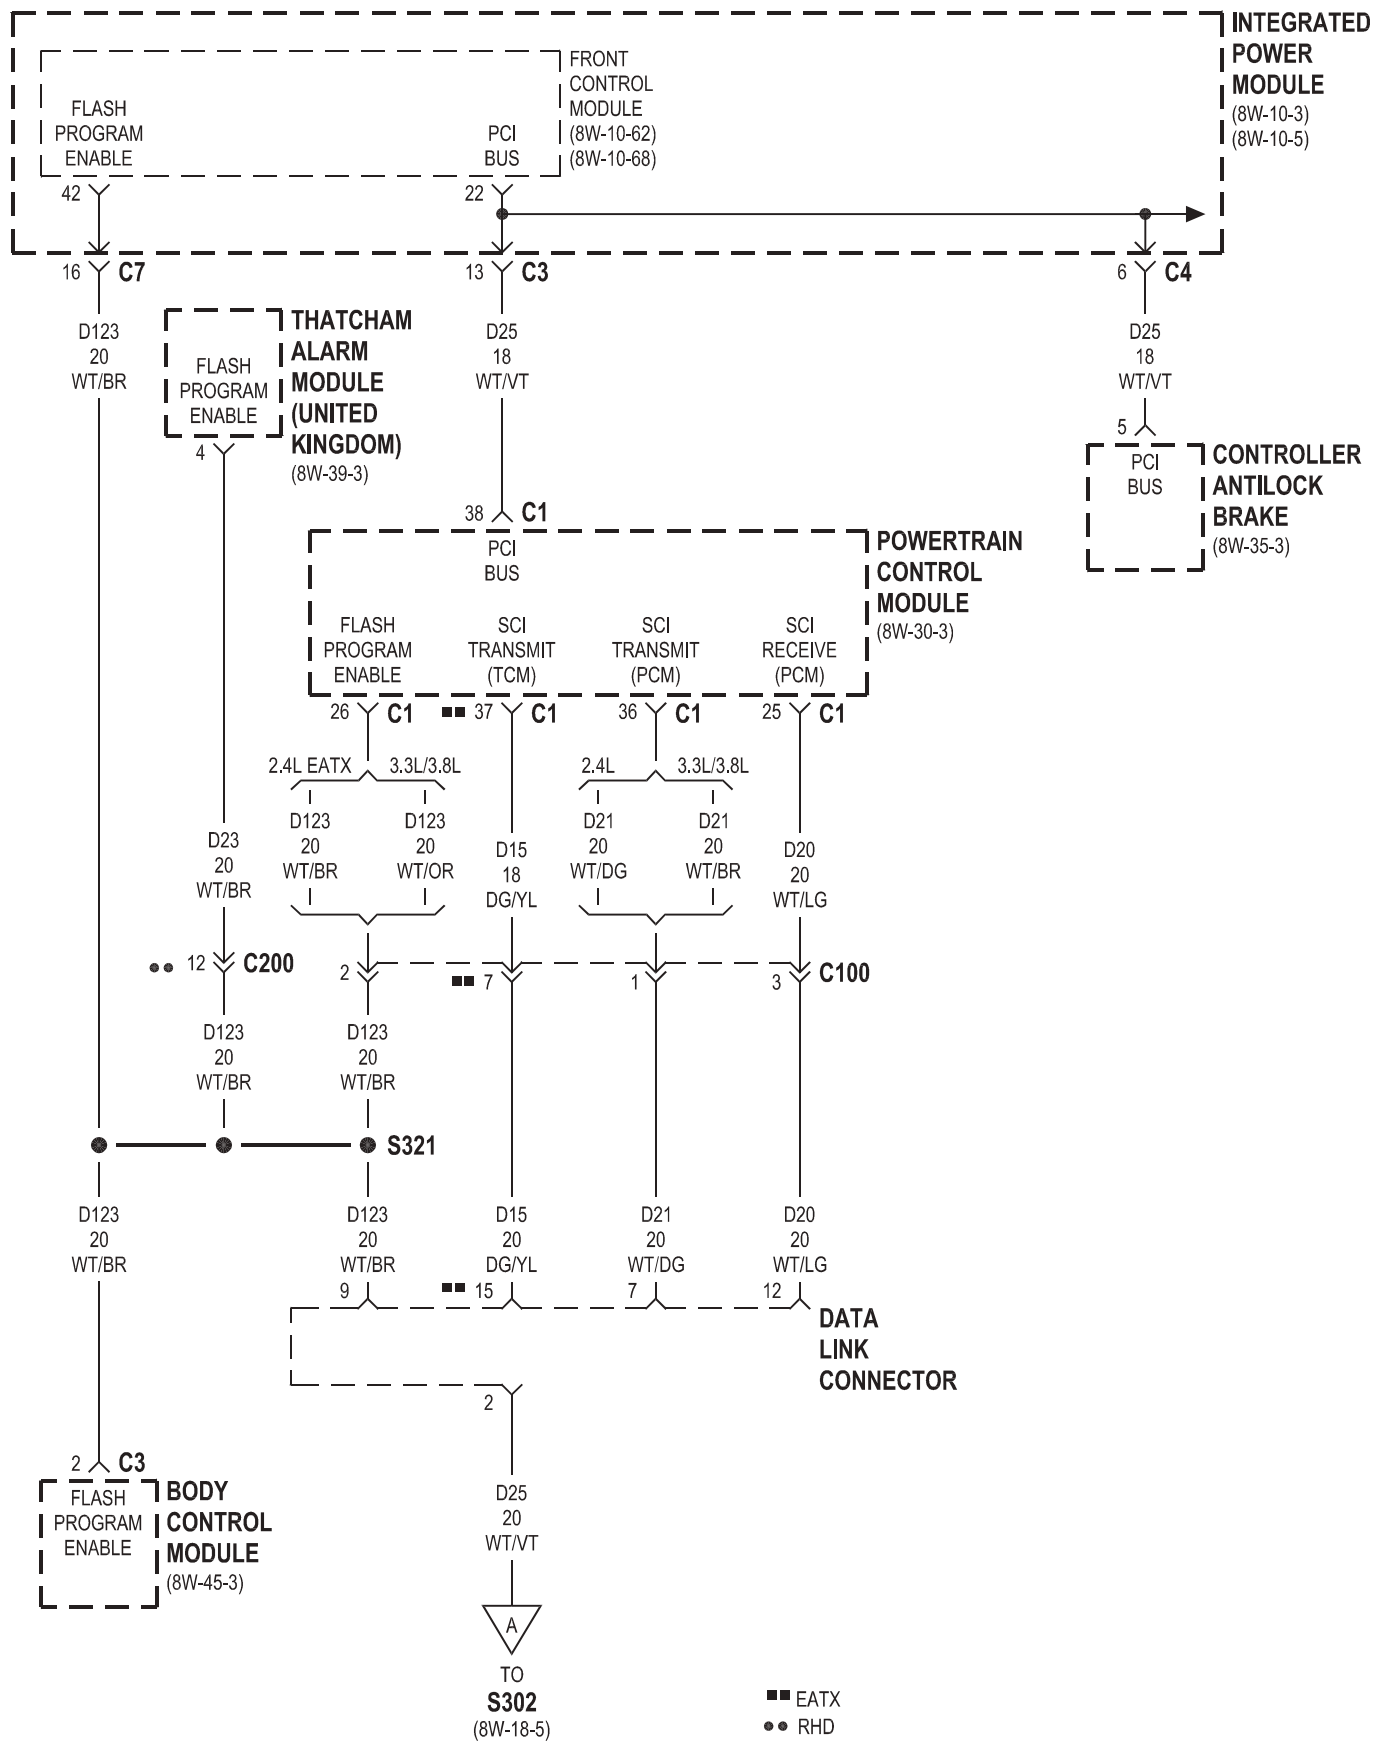 INTEGRATED
POWER
MODULE
(8W-10-3)
(8W-10-5)
FRONT
CONTROL
MODULE
(8W-10-62)
(8W-10-68)
FLASH
PROGRAM
ENABLE
PCI
BUS
42
22
16
C7
13
C3
6
C4
D123
20
WT/BR
THATCHAM
ALARM
MODULE
(UNITED
KINGDOM)
(8W-39-3)
FLASH
PROGRAM
ENABLE
4
D25
18
WT/VT
D25
18
WT/VT
5
PCI
BUS
CONTROLLER
ANTILOCK
BRAKE
(8W-35-3)
38
C1
PCI
BUS
POWERTRAIN
CONTROL
MODULE
(8W-30-3)
FLASH
PROGRAM
ENABLE
SCI
TRANSMIT
(TCM)
SCI
TRANSMIT
(PCM)
SCI
RECEIVE
(PCM)
26
C1
37
C1
36
C1
25
C1
2.4L EATX
3.3L/3.8L
2.4L
3.3L/3.8L
D23
20
WT/BR
D123
20
WT/BR
D123
20
WT/OR
D15
18
DG/YL
D21
20
WT/DG
D21
20
WT/BR
D20
20
WT/LG
12
C200
2
7
1
3
C100
D123
20
WT/BR
D123
20
WT/BR
S321
D123
20
WT/BR
D123
20
WT/BR
D15
20
DG/YL
D21
20
WT/DG
D20
20
WT/LG
9
15
7
12
DATA
LINK
CONNECTOR
2
2
C3
FLASH
PROGRAM
ENABLE
BODY
CONTROL
MODULE
(8W-45-3)
D25
20
WT/VT
A
TO
S302
(8W-18-5)
EATX
RHD